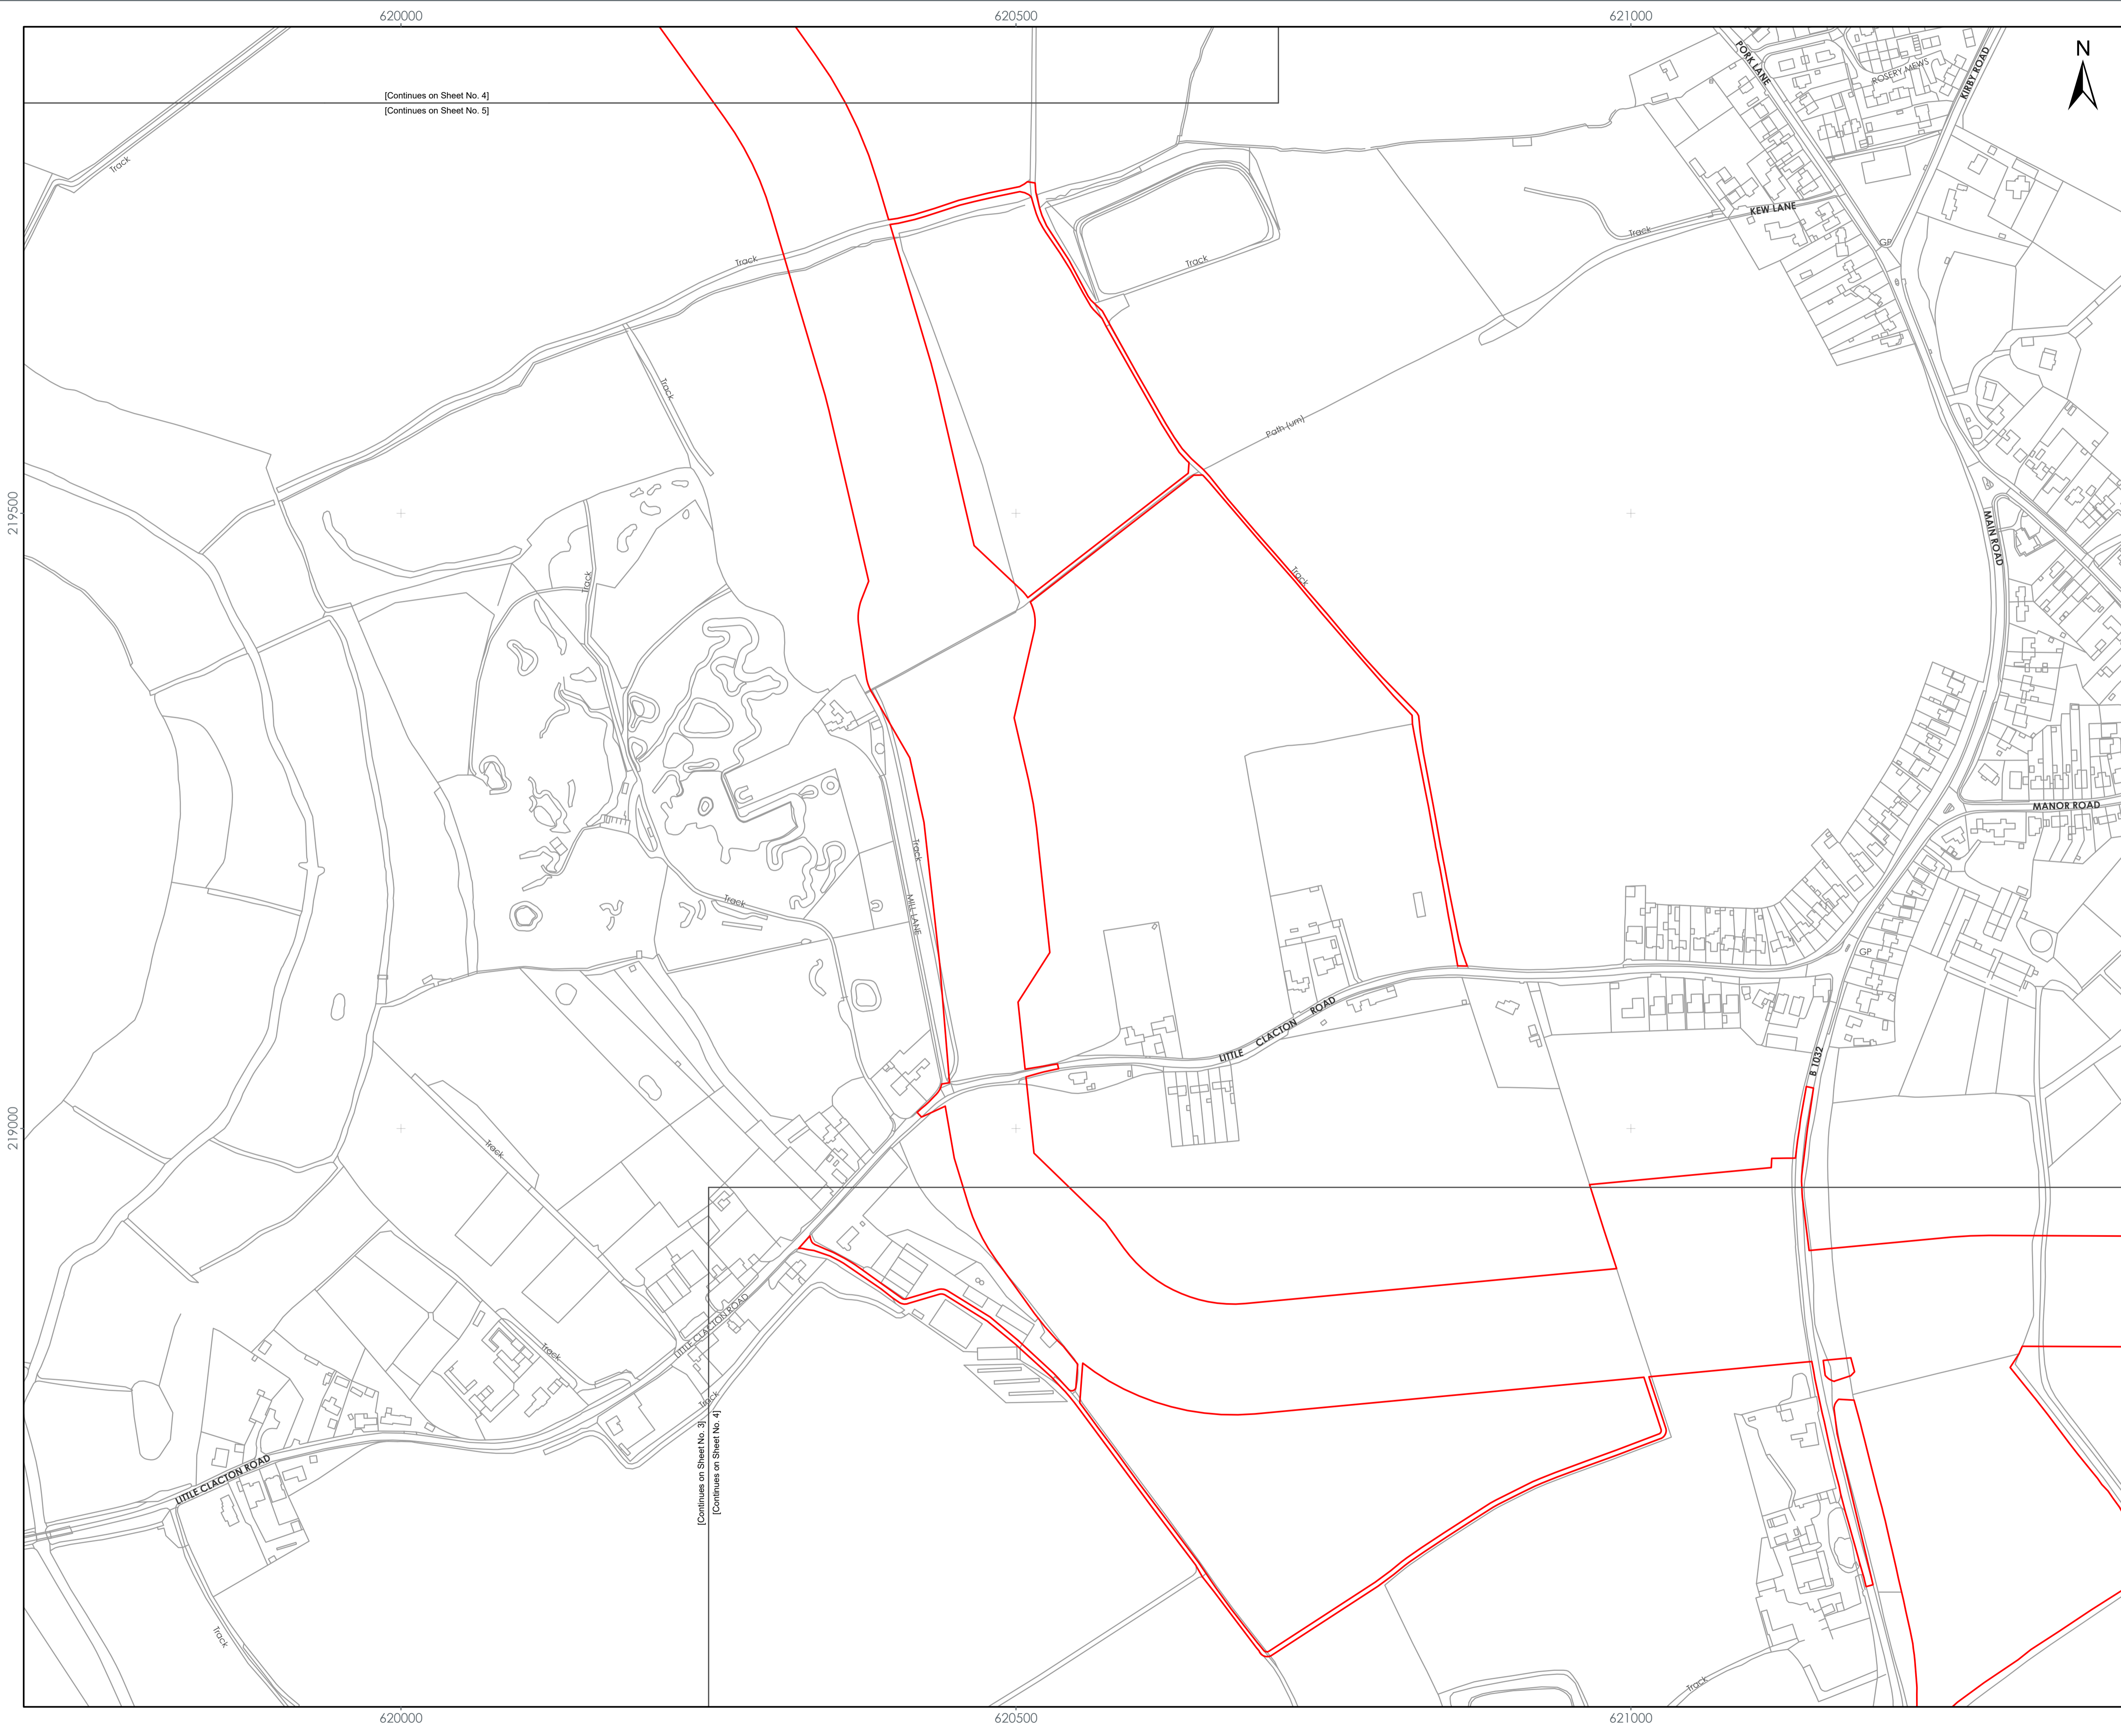 620000
620500
621000
N
[Continues on Sheet No. 4]
[Continues on Sheet No. 5]
PORK LANE
ROSERY MEWS
KIRBY ROAD
Track
KEW LANE
Track
GP
Track
Track
Track
Path (um)
219500
MAIN ROAD
Track
Track
MANOR ROAD
Track
MILL LANE
Track
GP
LITTLE CLACTON ROAD
B 1032
219000
Track
LITTLE CLACTON ROAD
Track
Track
[Continues on Sheet No. 3]
[Continues on Sheet No. 4]
LITTLE CLACTON ROAD
Track
Track
620000
620500
621000